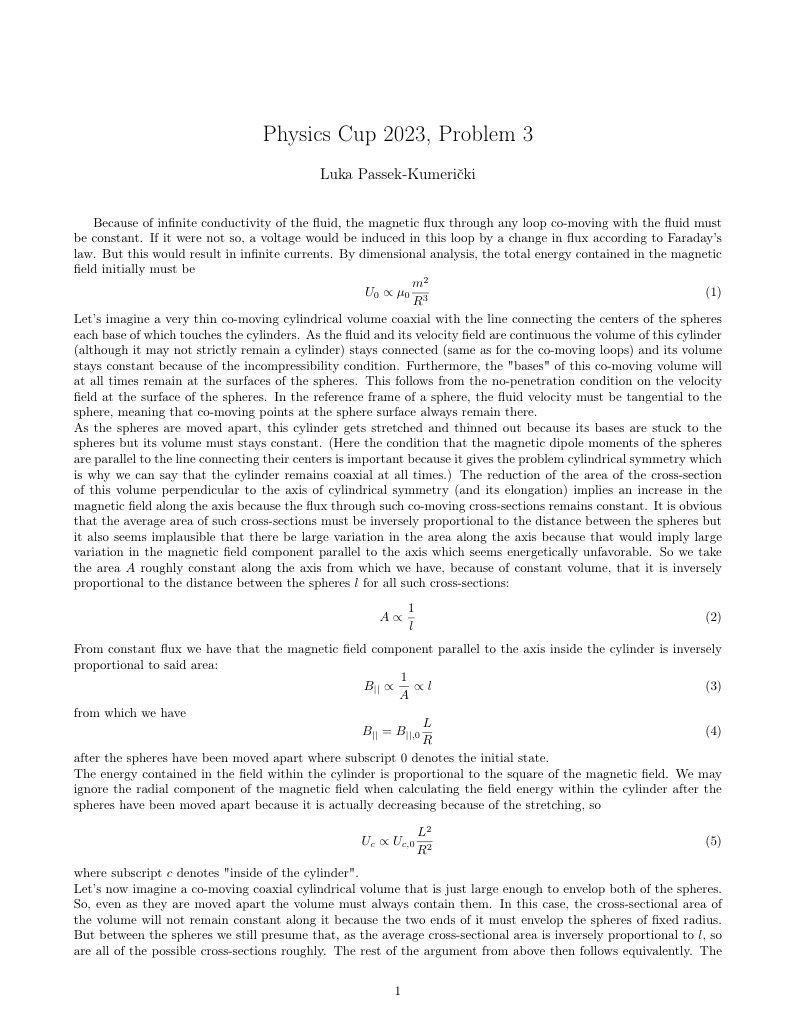 Physics Cup 2023, Problem 3
Luka Passek-Kumerički
Because of infinite conductivity of the fluid, the magnetic flux through any loop co-moving with the fluid must
be constant. If it were not so, a voltage would be induced in this loop by a change in flux according to Faraday's
law. But this would result in infinite currents. By dimensional analysis, the total energy contained in the magnetic
field initially must be
U₀ ∝ μ₀ m²/R³ (1)
Let's imagine a very thin co-moving cylindrical volume coaxial with the line connecting the centers of the spheres
each base of which touches the cylinders. As the fluid and its velocity field are continuous the volume of this cylinder
(although it may not strictly remain a cylinder) stays connected (same as for the co-moving loops) and its volume
stays constant because of the incompressibility condition. Furthermore, the "bases" of this co-moving volume will
at all times remain at the surfaces of the spheres. This follows from the no-penetration condition on the velocity
field at the surface of the spheres. In the reference frame of a sphere, the fluid velocity must be tangential to the
sphere, meaning that co-moving points at the sphere surface always remain there.
As the spheres are moved apart, this cylinder gets stretched and thinned out because its bases are stuck to the
spheres but its volume must stays constant. (Here the condition that the magnetic dipole moments of the spheres
are parallel to the line connecting their centers is important because it gives the problem cylindrical symmetry which
is why we can say that the cylinder remains coaxial at all times.) The reduction of the area of the cross-section
of this volume perpendicular to the axis of cylindrical symmetry (and its elongation) implies an increase in the
magnetic field along the axis because the flux through such co-moving cross-sections remains constant. It is obvious
that the average area of such cross-sections must be inversely proportional to the distance between the spheres but
it also seems implausible that there be large variation in the area along the axis because that would imply large
variation in the magnetic field component parallel to the axis which seems energetically unfavorable. So we take
the area A roughly constant along the axis from which we have, because of constant volume, that it is inversely
proportional to the distance between the spheres l for all such cross-sections:
A ∝ 1/l (2)
From constant flux we have that the magnetic field component parallel to the axis inside the cylinder is inversely
proportional to said area:
B_{||} ∝ 1/A ∝ l (3)
from which we have
B_{||} = B_{||,0} L/R (4)
after the spheres have been moved apart where subscript 0 denotes the initial state.
The energy contained in the field within the cylinder is proportional to the square of the magnetic field. We may
ignore the radial component of the magnetic field when calculating the field energy within the cylinder after the
spheres have been moved apart because it is actually decreasing because of the stretching, so
U_c ∝ U_{c,0} L²/R² (5)
where subscript c denotes "inside of the cylinder".
Let's now imagine a co-moving coaxial cylindrical volume that is just large enough to envelop both of the spheres.
So, even as they are moved apart the volume must always contain them. In this case, the cross-sectional area of
the volume will not remain constant along it because the two ends of it must envelop the spheres of fixed radius.
But between the spheres we still presume that, as the average cross-sectional area is inversely proportional to l, so
are all of the possible cross-sections roughly. The rest of the argument from above then follows equivalently. The
1